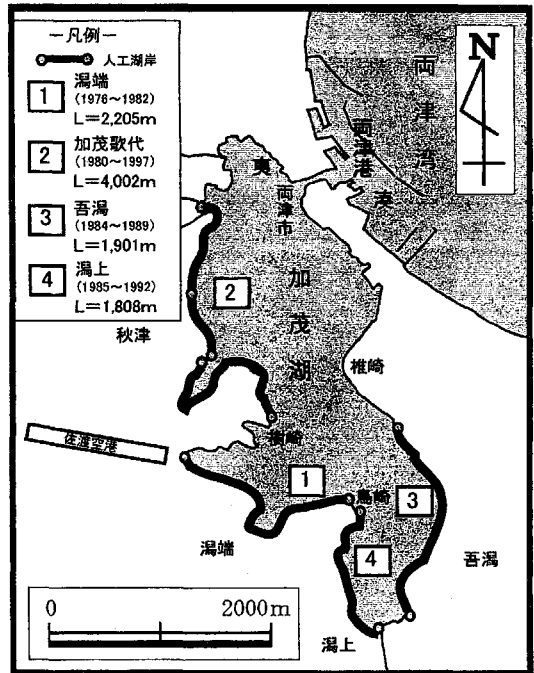 ―凡例―
人工湖岸
1 潟端
(1976~1982)
L=2,205m
2 加茂歌代
(1980~1997)
L=4,002m
3 吾潟
(1984~1989)
L=1,901m
4 潟上
(1985~1992)
L=1,808m
N
両津湾
両津港
夷
湊
両津市
加茂湖
2
秋津
椎崎
佐渡空港
樹崎
1
島崎
3
潟端
4
吾潟
潟上
0 2000m